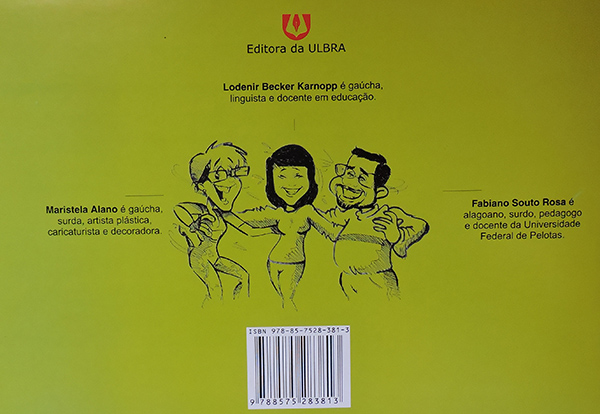 Editora da ULBRA
Lodenir Becker Karnopp é gaúcha,
linguista e docente em educação.
Maristela Alano é gaúcha,
surda, artista plástica,
caricaturista e decoradora.
Fabiano Souto Rosa é
alagoano, surdo, pedagogo
e docente da Universidade
Federal de Pelotas.
ISBN 978-85-7528-381-3
9 788575 283813